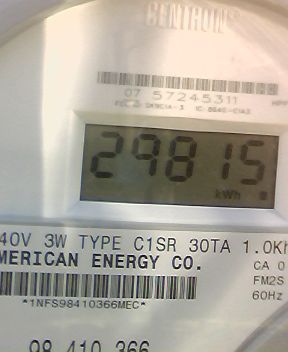 CENTRON®
07 57245311
29815
kWh
40V 3W TYPE C1SR 30TA 1.0Kh
MERICAN ENERGY CO.
CA 0
FM2S
60Hz
*1NFS98410366MEC*
98 410 366